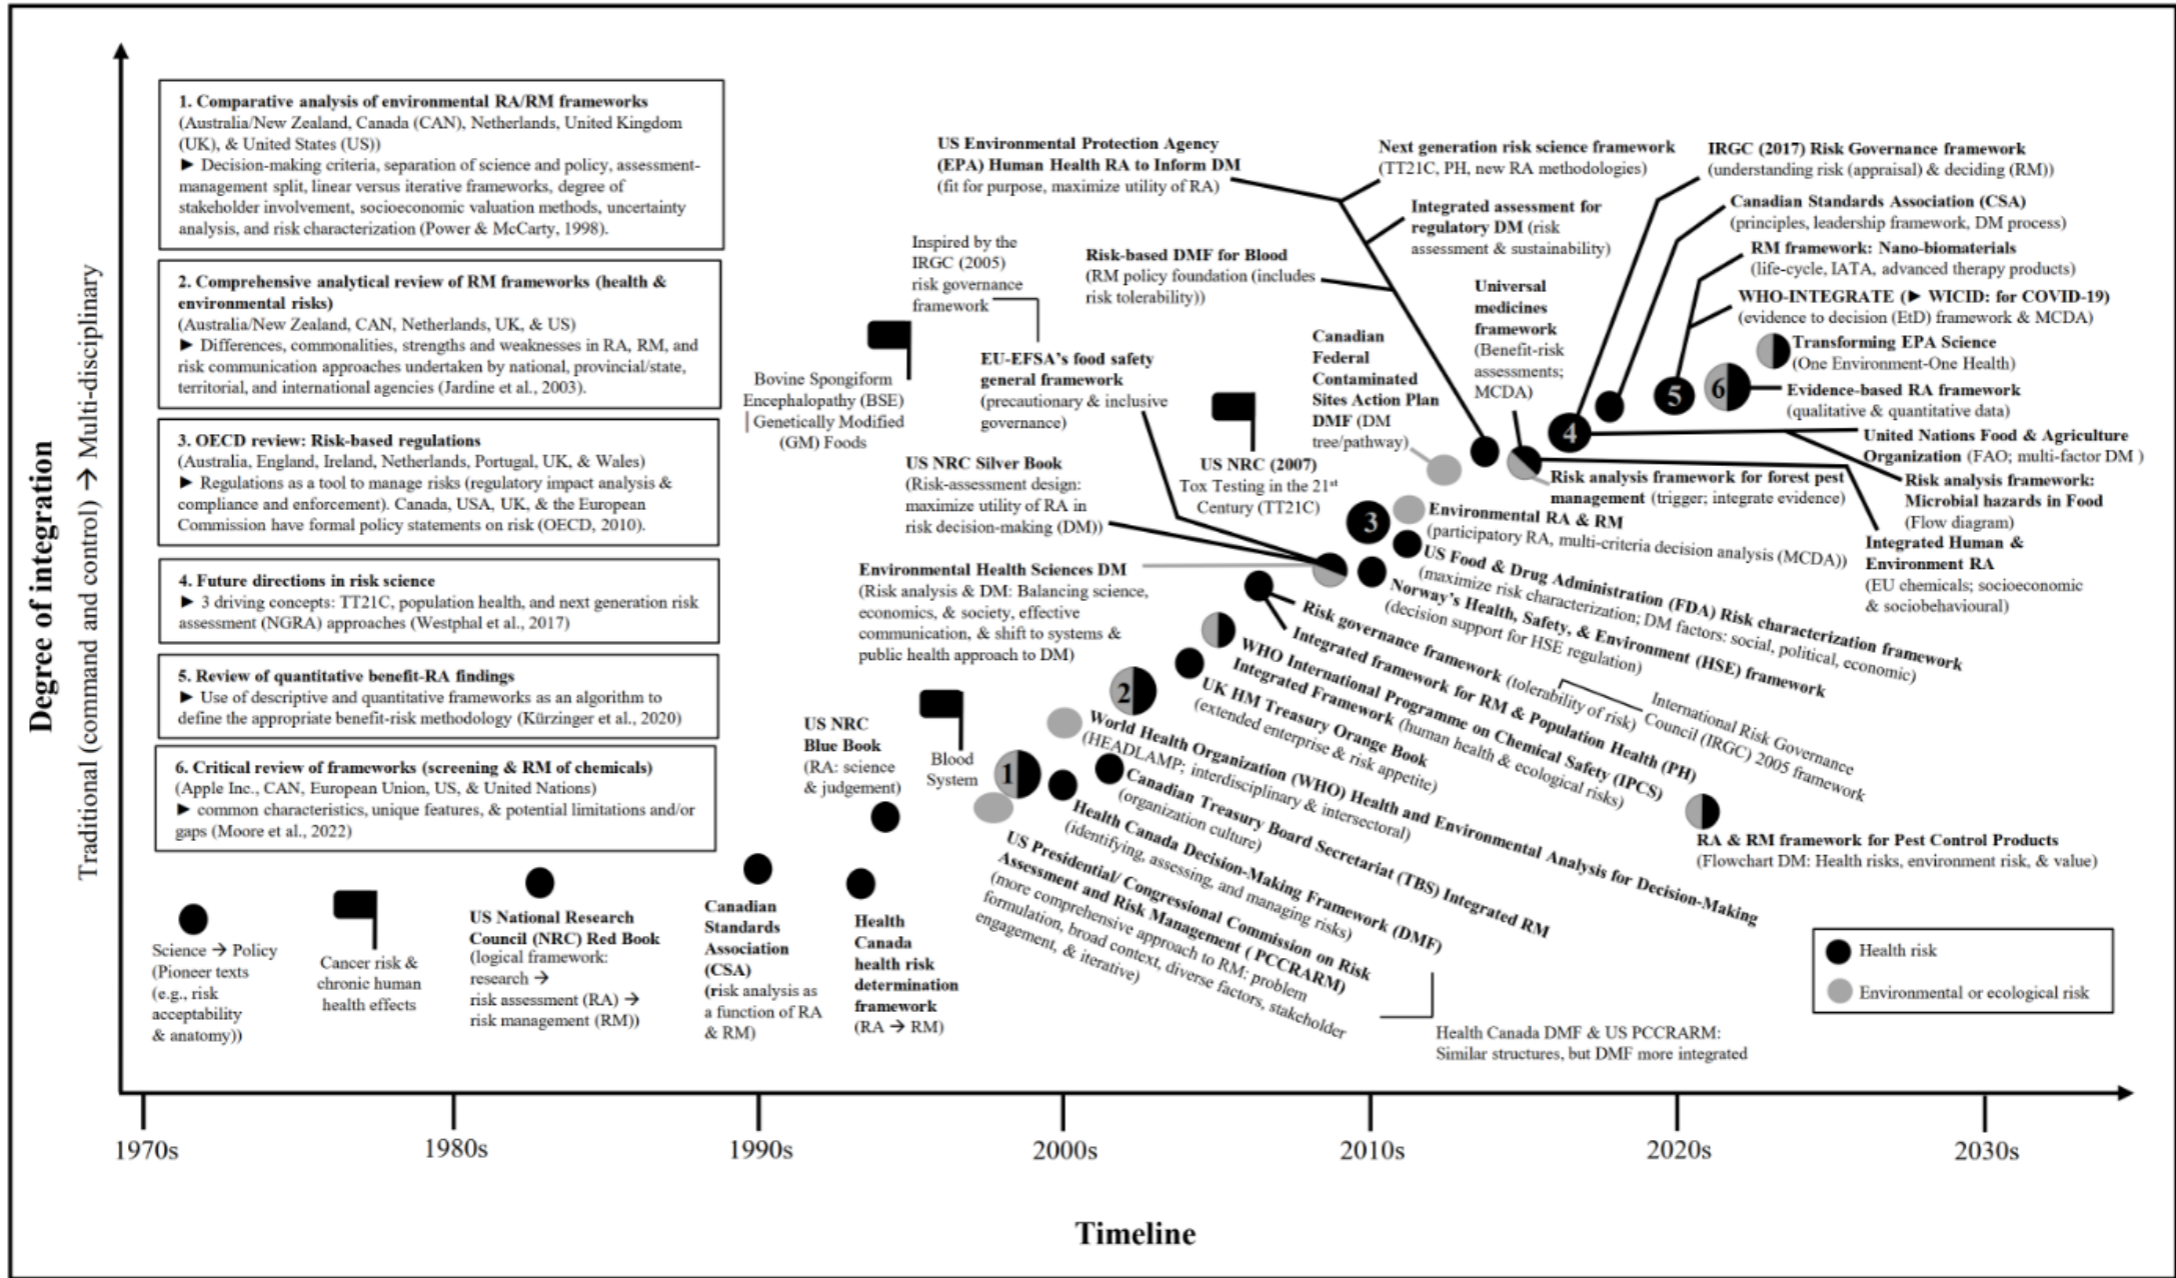 Degree of integration
Traditional (command and control) → Multi-disciplinary
1. Comparative analysis of environmental RA/RM frameworks
(Australia/New Zealand, Canada (CAN), Netherlands, United Kingdom
(UK), & United States (US))
► Decision-making criteria, separation of science and policy, assessment-
management split, linear versus iterative frameworks, degree of
stakeholder involvement, socioeconomic valuation methods, uncertainty
analysis, and risk characterization (Power & McCarty, 1998).
2. Comprehensive analytical review of RM frameworks (health &
environmental risks)
(Australia/New Zealand, CAN, Netherlands, UK, & US)
► Differences, commonalities, strengths and weaknesses in RA, RM, and
risk communication approaches undertaken by national, provincial/state,
territorial, and international agencies (Jardine et al., 2003).
3. OECD review: Risk-based regulations
(Australia, England, Ireland, Netherlands, Portugal, UK, & Wales)
► Regulations as a tool to manage risks (regulatory impact analysis &
compliance and enforcement). Canada, USA, UK, & the European
Commission have formal policy statements on risk (OECD, 2010).
4. Future directions in risk science
► 3 driving concepts: TT21C, population health, and next generation risk
assessment (NGRA) approaches (Westphal et al., 2017)
5. Review of quantitative benefit-RA findings
► Use of descriptive and quantitative frameworks as an algorithm to
define the appropriate benefit-risk methodology (Kürzinger et al., 2020)
6. Critical review of frameworks (screening & RM of chemicals)
(Apple Inc., CAN, European Union, US, & United Nations)
► common characteristics, unique features, & potential limitations and/or
gaps (Moore et al., 2022)
Science → Policy
(Pioneer texts
(e.g., risk
acceptability
& anatomy))
Cancer risk &
chronic human
health effects
US National Research
Council (NRC) Red Book
(logical framework:
research →
risk assessment (RA) →
risk management (RM))
Canadian
Standards
Association
(CSA)
(risk analysis as
a function of RA
& RM)
Health
Canada
health risk
determination
framework
(RA → RM)
US NRC
Blue Book
(RA: science
& judgement)
Blood
System
Bovine Spongiform
Encephalopathy (BSE)
| Genetically Modified
(GM) Foods
Inspired by the
IRGC (2005)
risk governance
framework
EU-EFSA's food safety
general framework
(precautionary & inclusive
governance)
US NRC Silver Book
(Risk-assessment design:
maximize utility of RA in
risk decision-making (DM))
Environmental Health Sciences DM
(Risk analysis & DM: Balancing science,
economics, & society, effective
communication, & shift to systems &
public health approach to DM)
US Environmental Protection Agency
(EPA) Human Health RA to Inform DM
(fit for purpose, maximize utility of RA)
Risk-based DMF for Blood
(RM policy foundation (includes
risk tolerability))
US NRC (2007)
Tox Testing in the 21st
Century (TT21C)
Canadian
Federal
Contaminated
Sites Action Plan
DMF (DM
tree/pathway)
Next generation risk science framework
(TT21C, PH, new RA methodologies)
Integrated assessment for
regulatory DM (risk
assessment & sustainability)
Universal
medicines
framework
(Benefit-risk
assessments;
MCDA)
IRGC (2017) Risk Governance framework
(understanding risk (appraisal) & deciding (RM))
Canadian Standards Association (CSA)
(principles, leadership framework, DM process)
RM framework: Nano-biomaterials
(life-cycle, IATA, advanced therapy products)
WHO-INTEGRATE (► WICID: for COVID-19)
(evidence to decision (EtD) framework & MCDA)
Transforming EPA Science
(One Environment-One Health)
Evidence-based RA framework
(qualitative & quantitative data)
United Nations Food & Agriculture
Organization (FAO; multi-factor DM )
Risk analysis framework:
Microbial hazards in Food
(Flow diagram)
Integrated Human &
Environment RA
(EU chemicals; socioeconomic
& sociobehavioural)
Risk analysis framework for forest pest
management (trigger; integrate evidence)
1
2
3
4
5
6
Environmental RA & RM
(participatory RA, multi-criteria decision analysis (MCDA))
US Food & Drug Administration (FDA) Risk characterization framework
(maximize risk characterization; DM factors: social, political, economic)
Norway's Health, Safety, & Environment (HSE) framework
(decision support for HSE regulation)
Risk governance framework (tolerability of risk)
International Risk Governance
Council (IRGC) 2005 framework
Integrated framework for RM & Population Health (PH)
WHO International Programme on Chemical Safety (IPCS)
Integrated Framework (human health & ecological risks)
UK HM Treasury Orange Book
(extended enterprise & risk appetite)
World Health Organization (WHO) Health and Environmental Analysis for Decision-Making
(HEADLAMP; interdisciplinary & intersectoral)
Canadian Treasury Board Secretariat (TBS) Integrated RM
(organization culture)
Health Canada Decision-Making Framework (DMF)
(identifying, assessing, and managing risks)
US Presidential/ Congressional Commission on Risk
Assessment and Risk Management ( PCCRARM)
(more comprehensive approach to RM: problem
formulation, broad context, diverse factors, stakeholder
engagement, & iterative)
Health Canada DMF & US PCCRARM:
Similar structures, but DMF more integrated
RA & RM framework for Pest Control Products
(Flowchart DM: Health risks, environment risk, & value)
Health risk
Environmental or ecological risk
1970s
1980s
1990s
2000s
2010s
2020s
2030s
Timeline